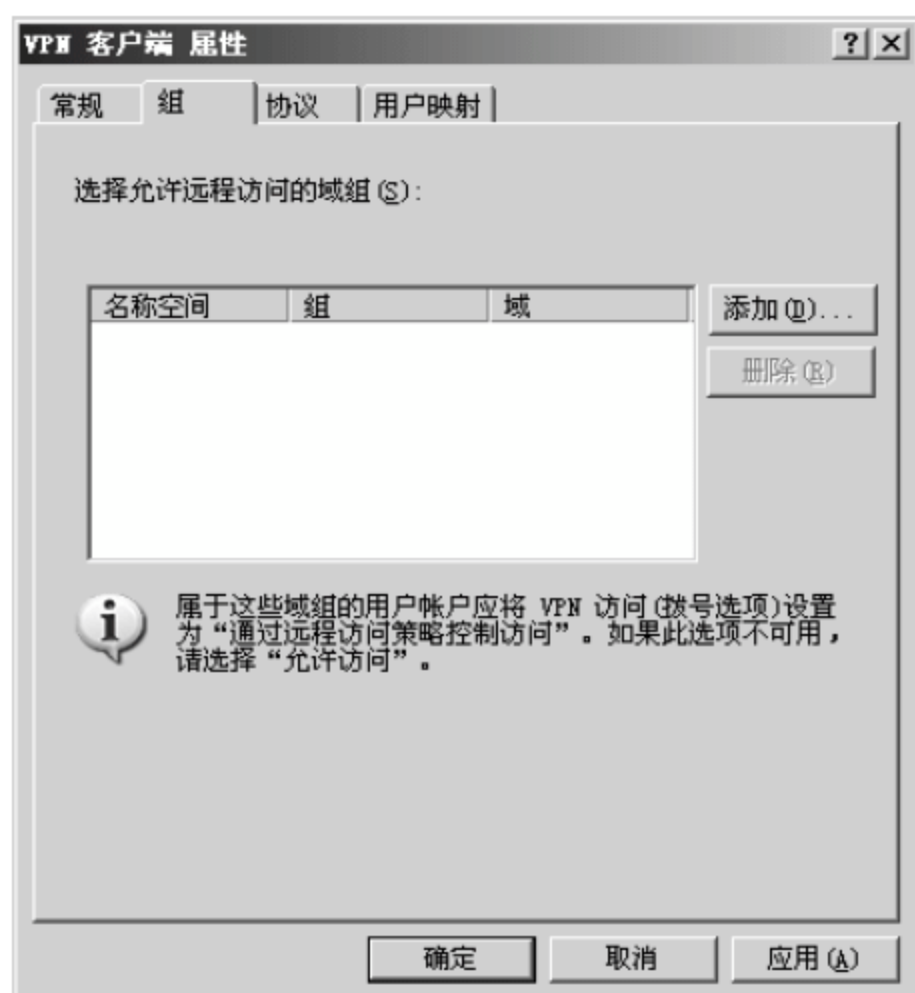 VPN 客户端 属性
常规 组 协议 用户映射
选择允许远程访问的域组(S):
名称空间 组 域
添加(D)...
删除(R)
属于这些域组的用户帐户应将 VPN 访问(拨号选项)设置
为“通过远程访问策略控制访问”。如果此选项不可用,
请选择“允许访问”。
确定 取消 应用(A)